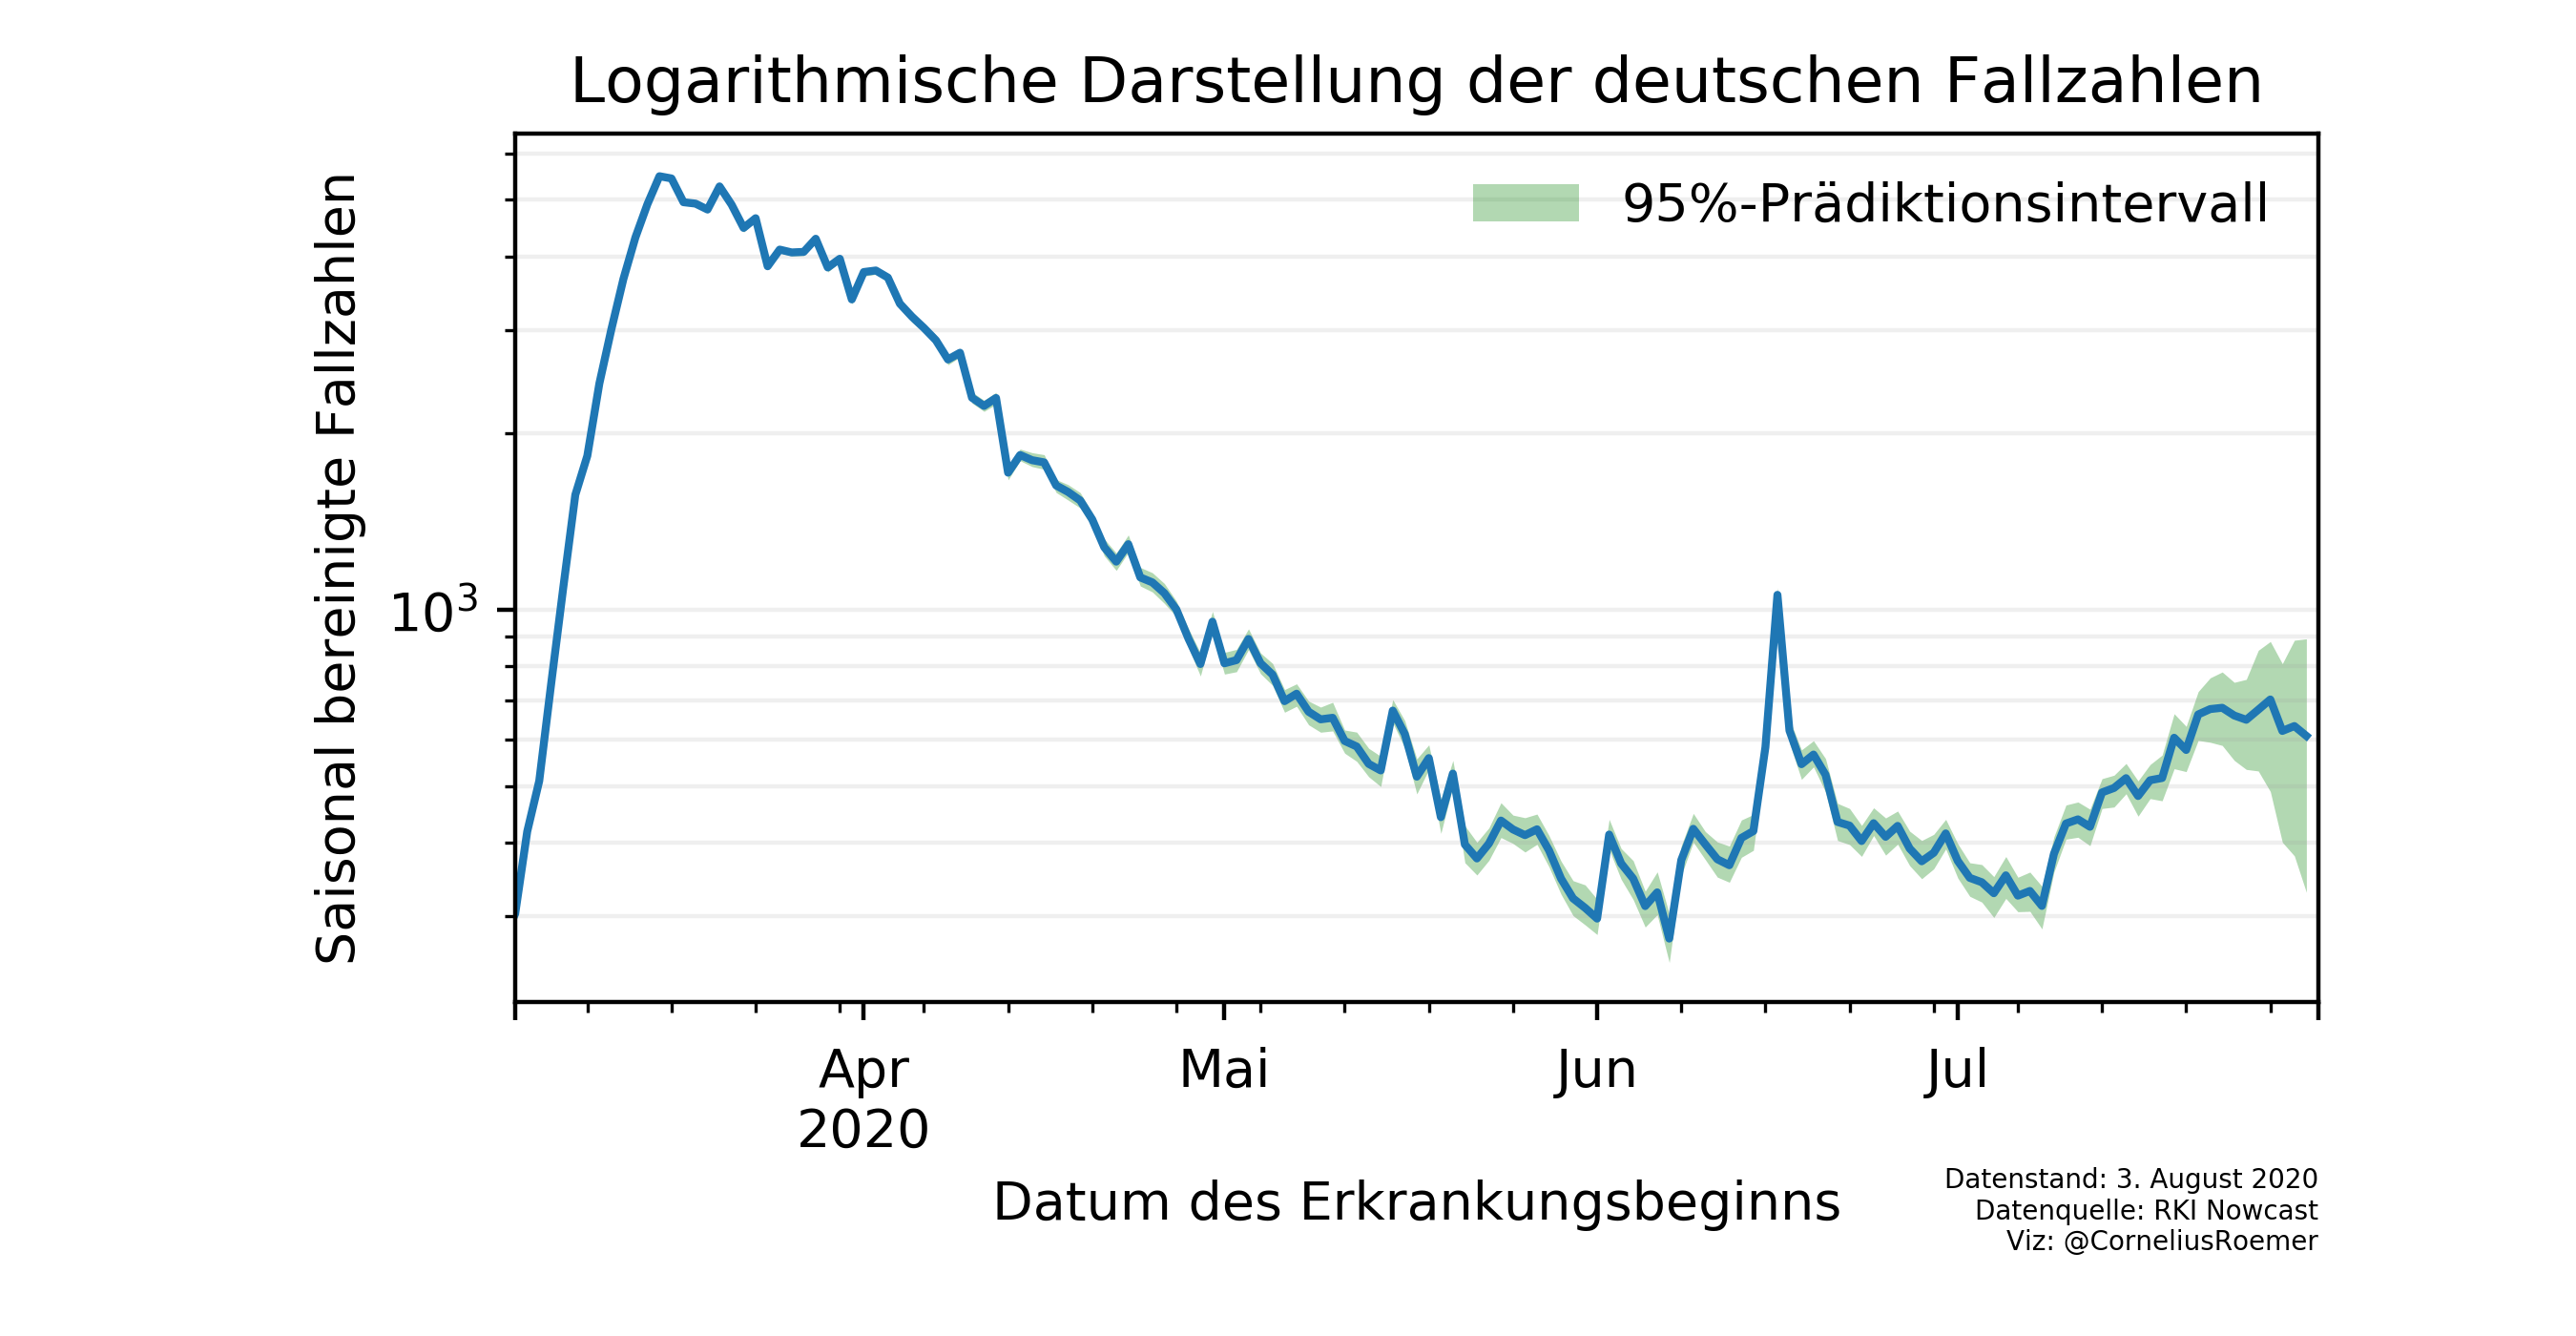 Logarithmische Darstellung der deutschen Fallzahlen
95%-Prädiktionsintervall
Saisonal bereinigte Fallzahlen
10³
Apr
2020
Mai
Jun
Jul
Datum des Erkrankungsbeginns
Datenstand: 3. August 2020
Datenquelle: RKI Nowcast
Viz: @CorneliusRoemer